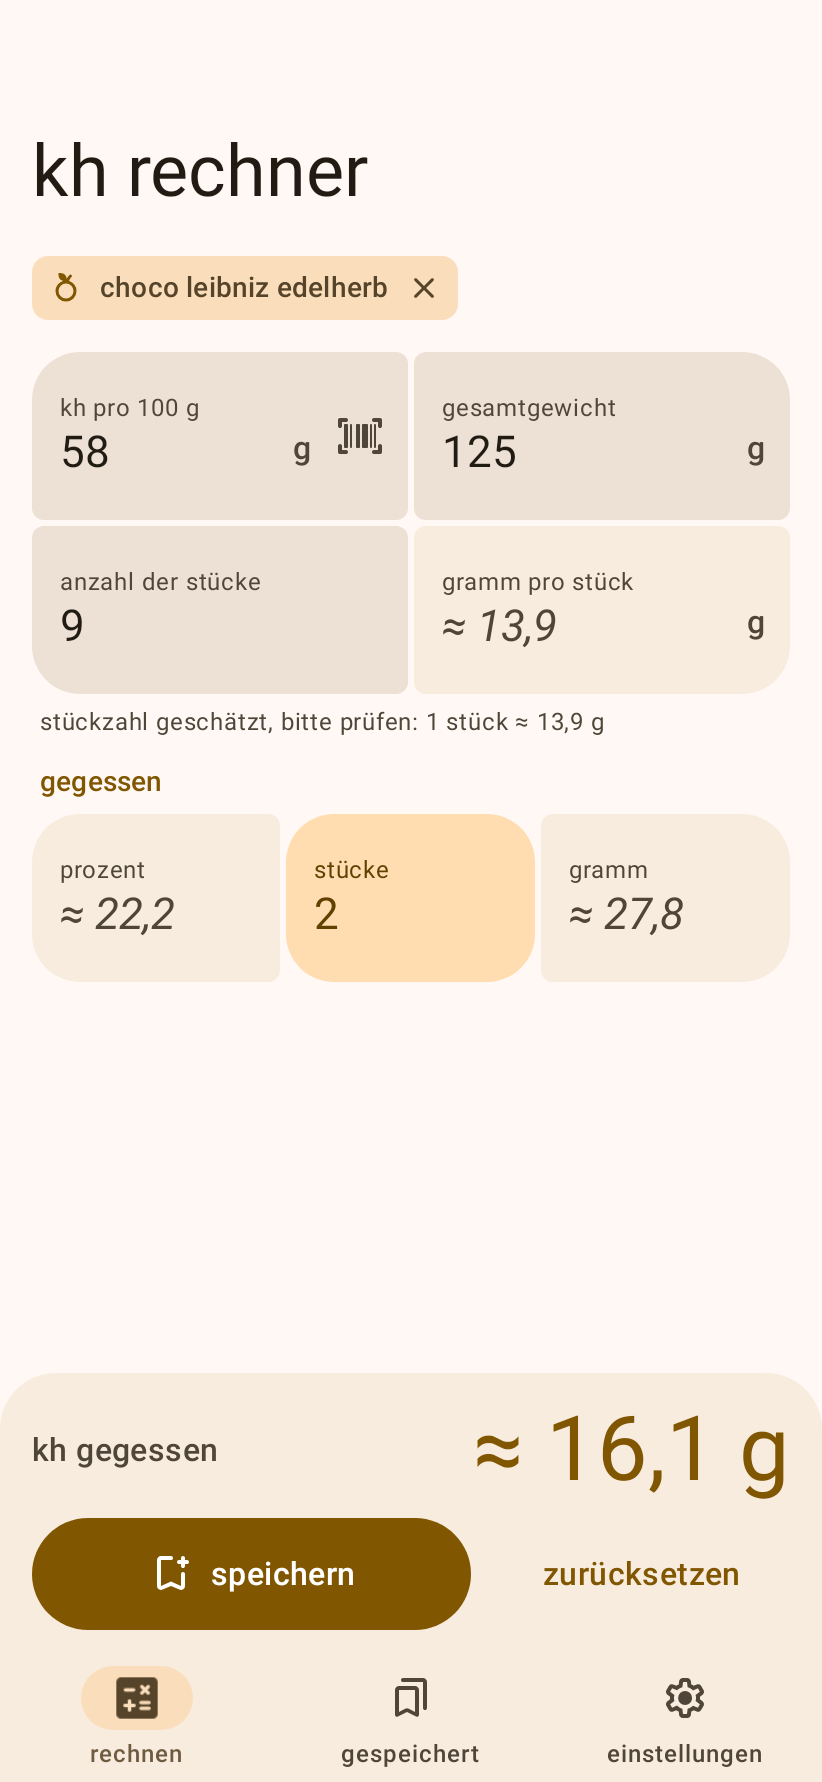 kh rechner
choco leibniz edelherb
kh pro 100 g
58 g
gesamtgewicht
125 g
anzahl der stücke
9
gramm pro stück
≈ 13,9 g
stückzahl geschätzt, bitte prüfen: 1 stück ≈ 13,9 g
gegessen
prozent
≈ 22,2
stücke
2
gramm
≈ 27,8
kh gegessen
≈ 16,1 g
speichern
zurücksetzen
rechnen
gespeichert
einstellungen